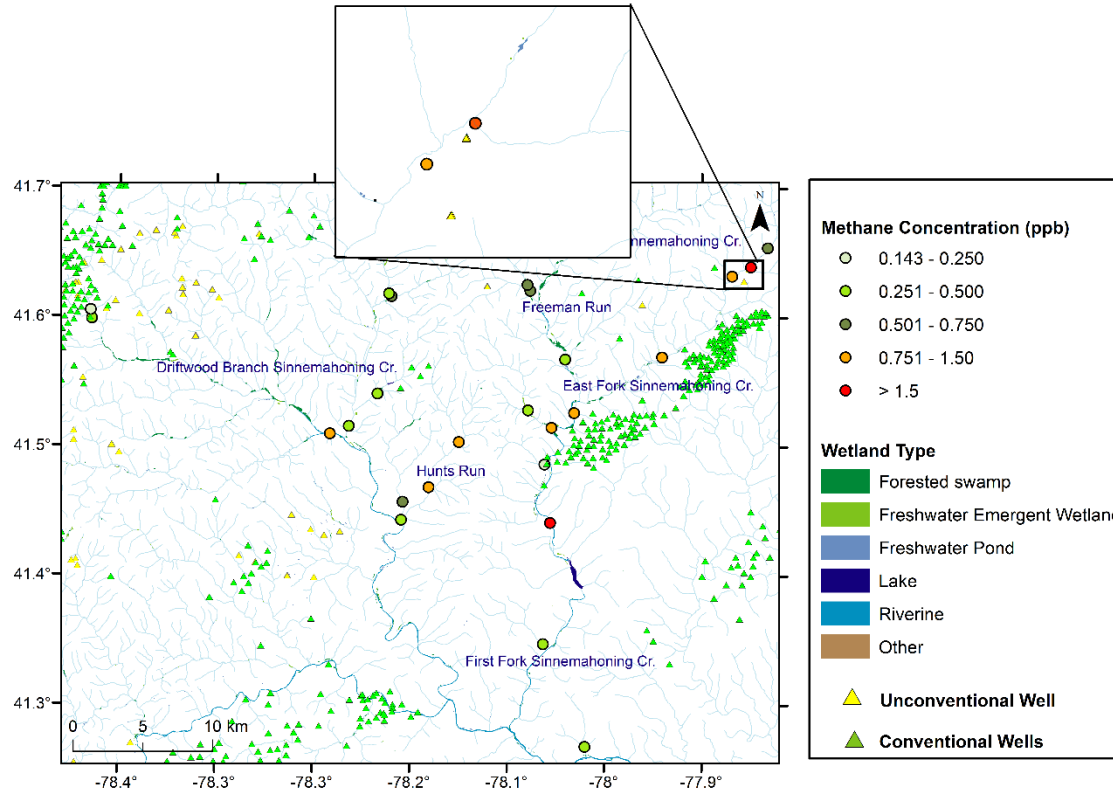 41.7°
41.6°
41.5°
41.4°
41.3°
N
nnemahoning Cr.
Freeman Run
Driftwood Branch Sinnemahoning Cr.
East Fork Sinnemahoning Cr.
Hunts Run
First Fork Sinnemahoning Cr.
0 5 10 km
-78.4° -78.3° -78.2° -78.1° -78° -77.9°
Methane Concentration (ppb)
0.143 - 0.250
0.251 - 0.500
0.501 - 0.750
0.751 - 1.50
> 1.5
Wetland Type
Forested swamp
Freshwater Emergent Wetland
Freshwater Pond
Lake
Riverine
Other
Unconventional Well
Conventional Wells